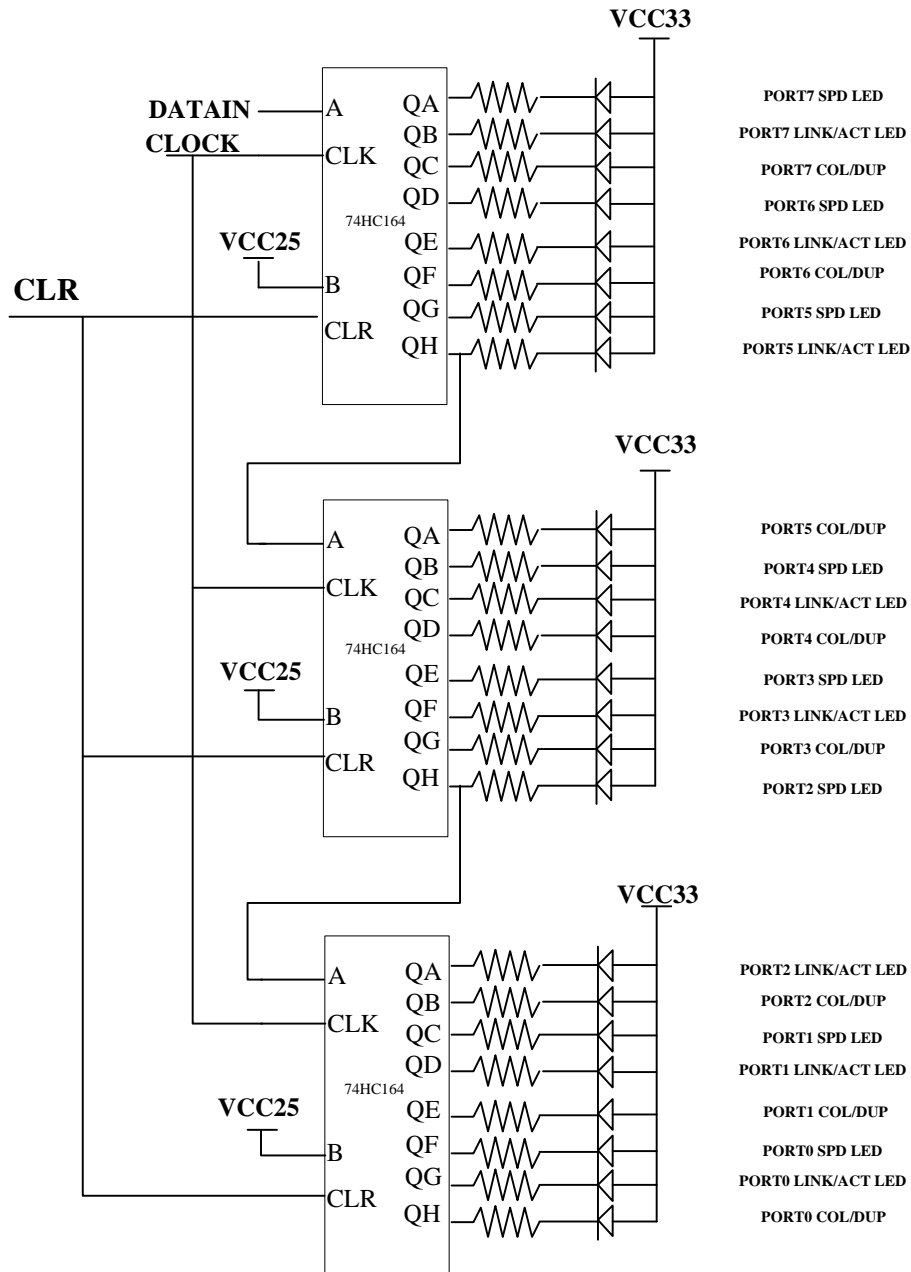 VCC33
DATAIN
A
QA
PORT7 SPD LED
CLOCK
CLK
QB
PORT7 LINK/ACT LED
QC
PORT7 COL/DUP
QD
PORT6 SPD LED
74HC164
VCC25
QE
PORT6 LINK/ACT LED
B
QF
PORT6 COL/DUP
CLR
CLR
QG
PORT5 SPD LED
QH
PORT5 LINK/ACT LED
VCC33
A
QA
PORT5 COL/DUP
QB
PORT4 SPD LED
CLK
QC
PORT4 LINK/ACT LED
QD
PORT4 COL/DUP
74HC164
VCC25
QE
PORT3 SPD LED
B
QF
PORT3 LINK/ACT LED
CLR
QG
PORT3 COL/DUP
QH
PORT2 SPD LED
VCC33
A
QA
PORT2 LINK/ACT LED
QB
PORT2 COL/DUP
CLK
QC
PORT1 SPD LED
QD
PORT1 LINK/ACT LED
74HC164
VCC25
QE
PORT1 COL/DUP
B
QF
PORT0 SPD LED
QG
PORT0 LINK/ACT LED
CLR
QH
PORT0 COL/DUP